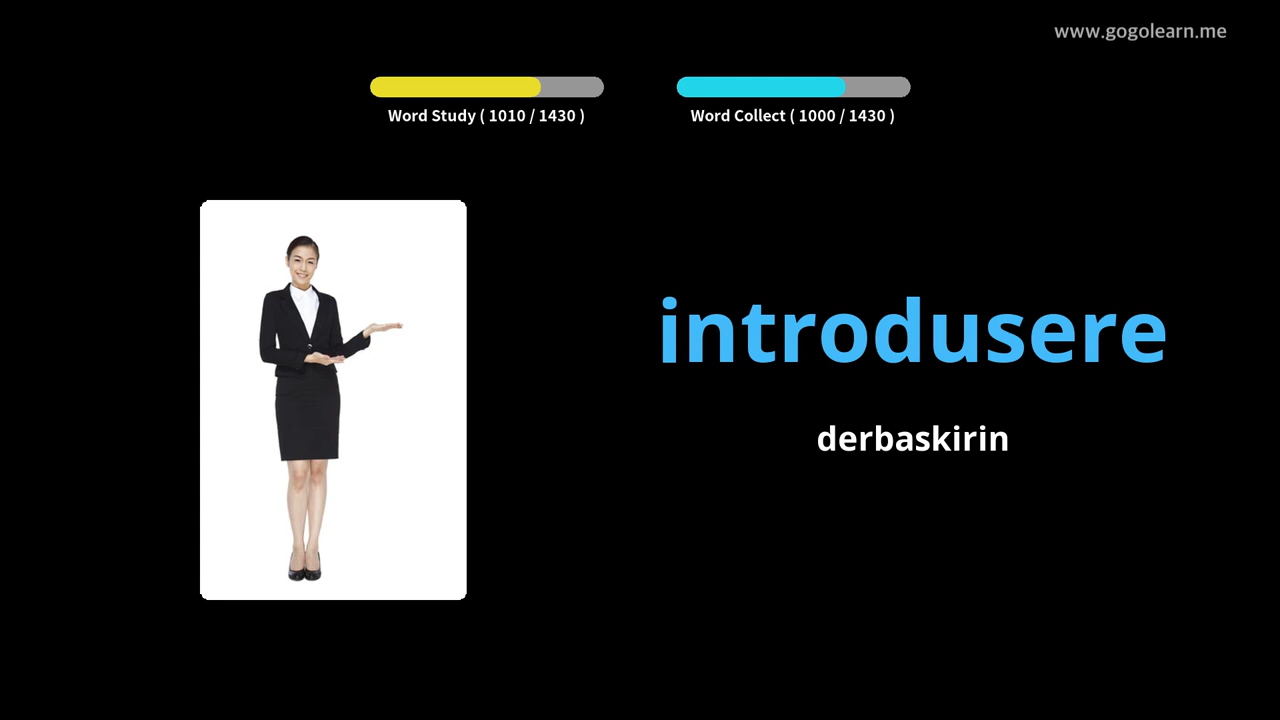 www.gogolearn.me
Word Study ( 1010 / 1430 )
Word Collect ( 1000 / 1430 )
introdusere
derbaskirin